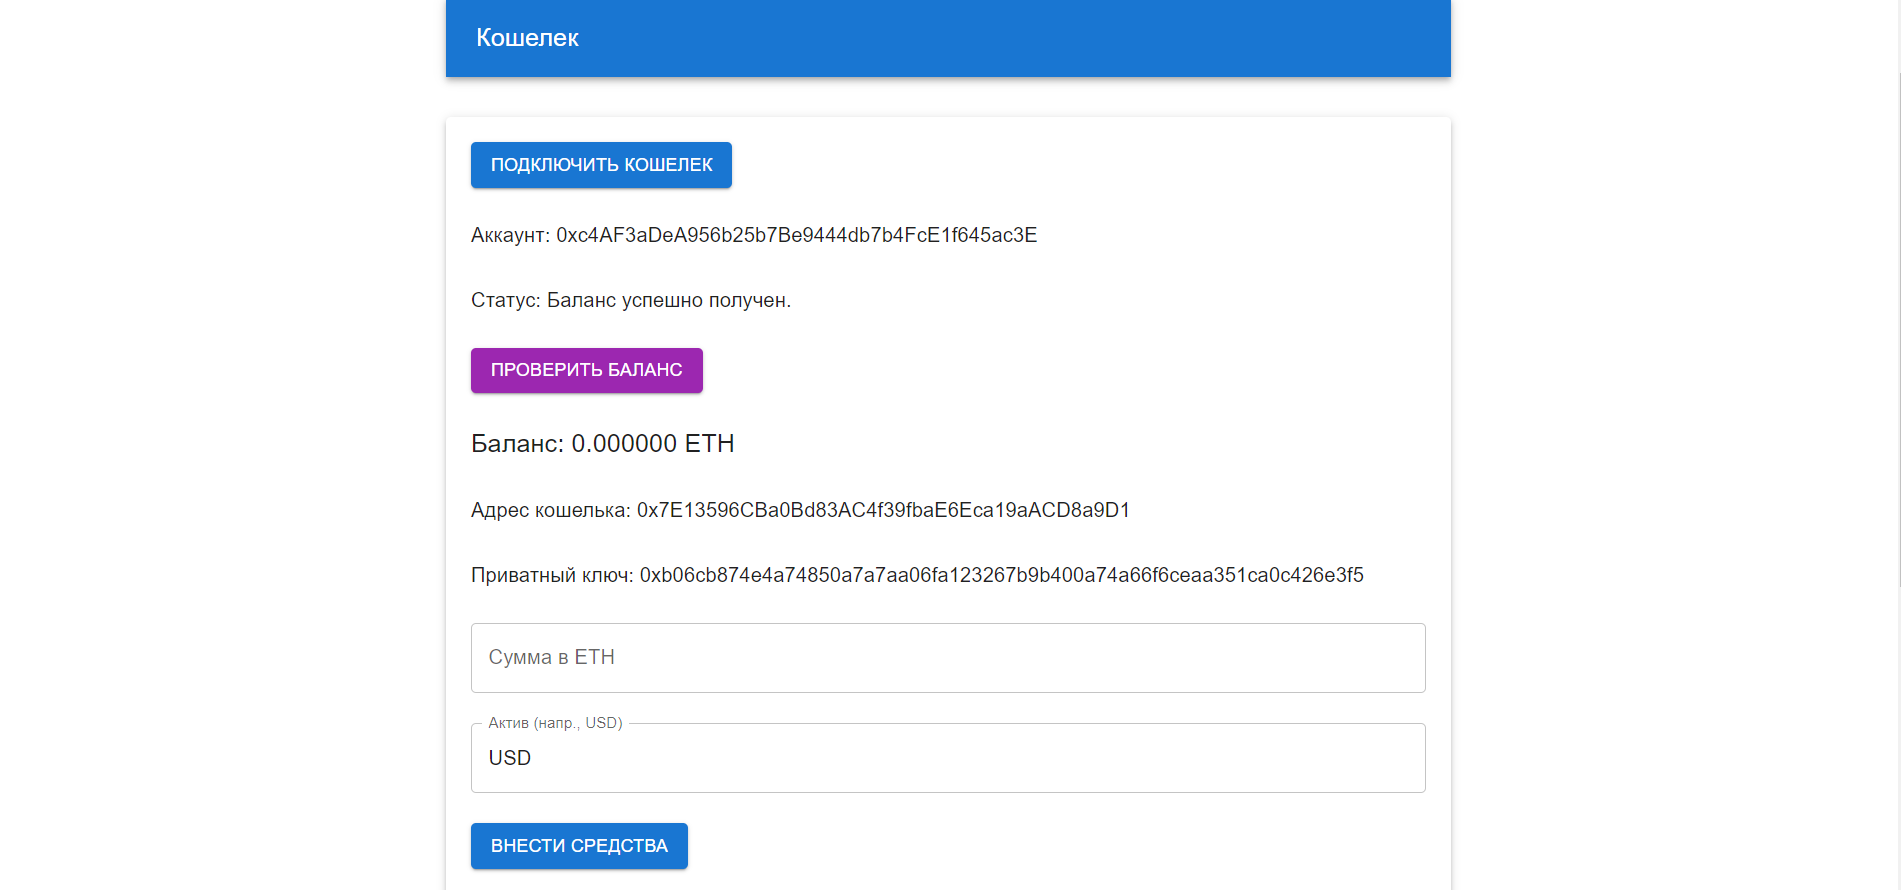 Кошелек
ПОДКЛЮЧИТЬ КОШЕЛЕК
Аккаунт: 0xc4AF3aDeA956b25b7Be9444db7b4FcE1f645ac3E
Статус: Баланс успешно получен.
ПРОВЕРИТЬ БАЛАНС
Баланс: 0.000000 ETH
Адрес кошелька: 0x7E13596CBa0Bd83AC4f39fbaE6Eca19aACD8a9D1
Приватный ключ: 0xb06cb874e4a74850a7a7aa06fa123267b9b400a74a66f6ceaa351ca0c426e3f5
Сумма в ETH
Актив (напр., USD)
USD
ВНЕСТИ СРЕДСТВА